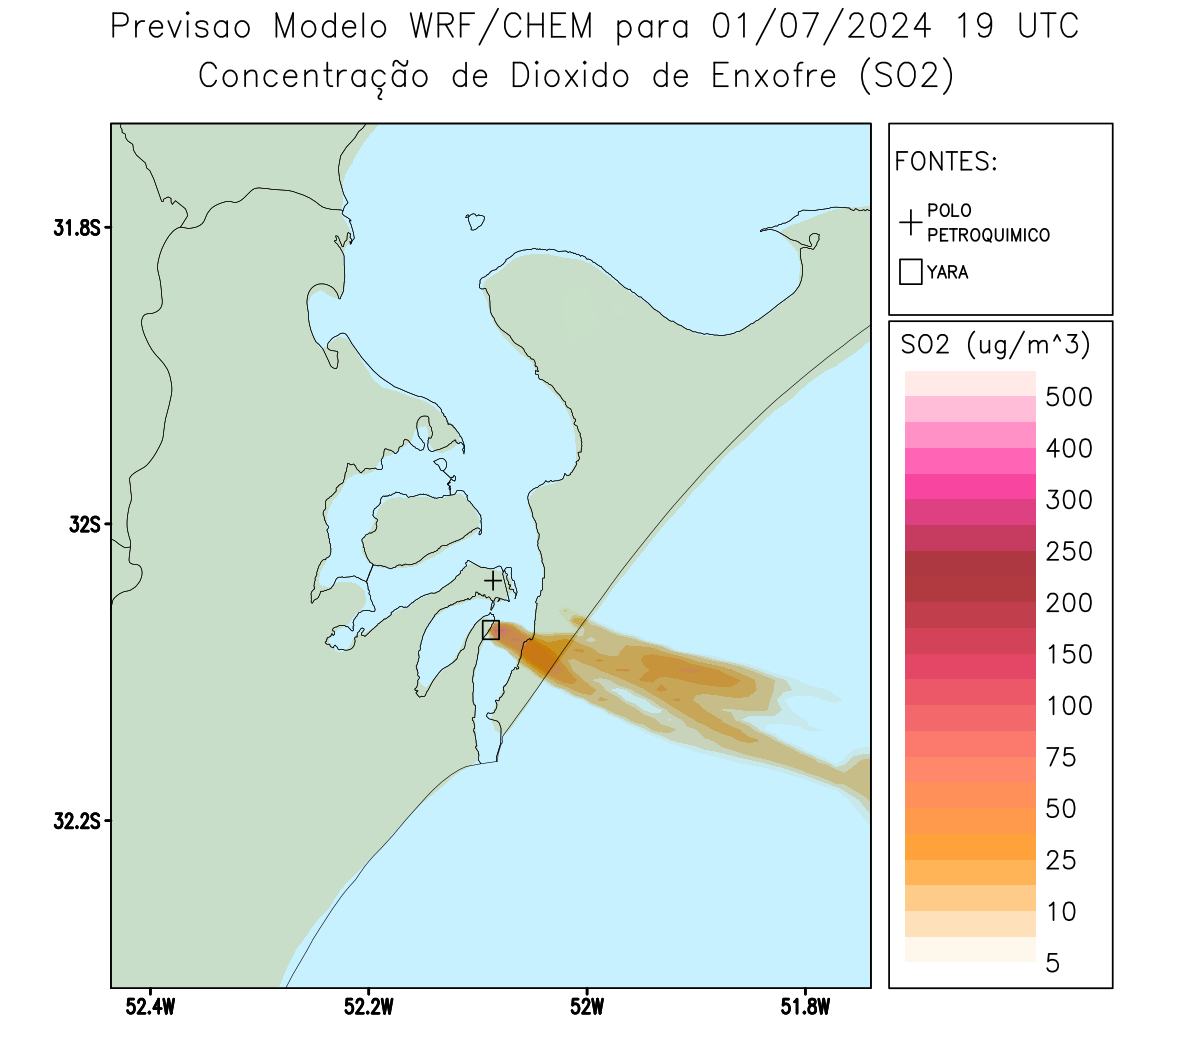 Previsao Modelo WRF/CHEM para 01/07/2024 19 UTC
Concentração de Dioxido de Enxofre (SO2)
FONTES:
POLO
PETROQUIMICO
YARA
31.8S
32S
32.2S
52.4W
52.2W
52W
51.8W
SO2 (ug/m^3)
500
400
300
250
200
150
100
75
50
25
10
5